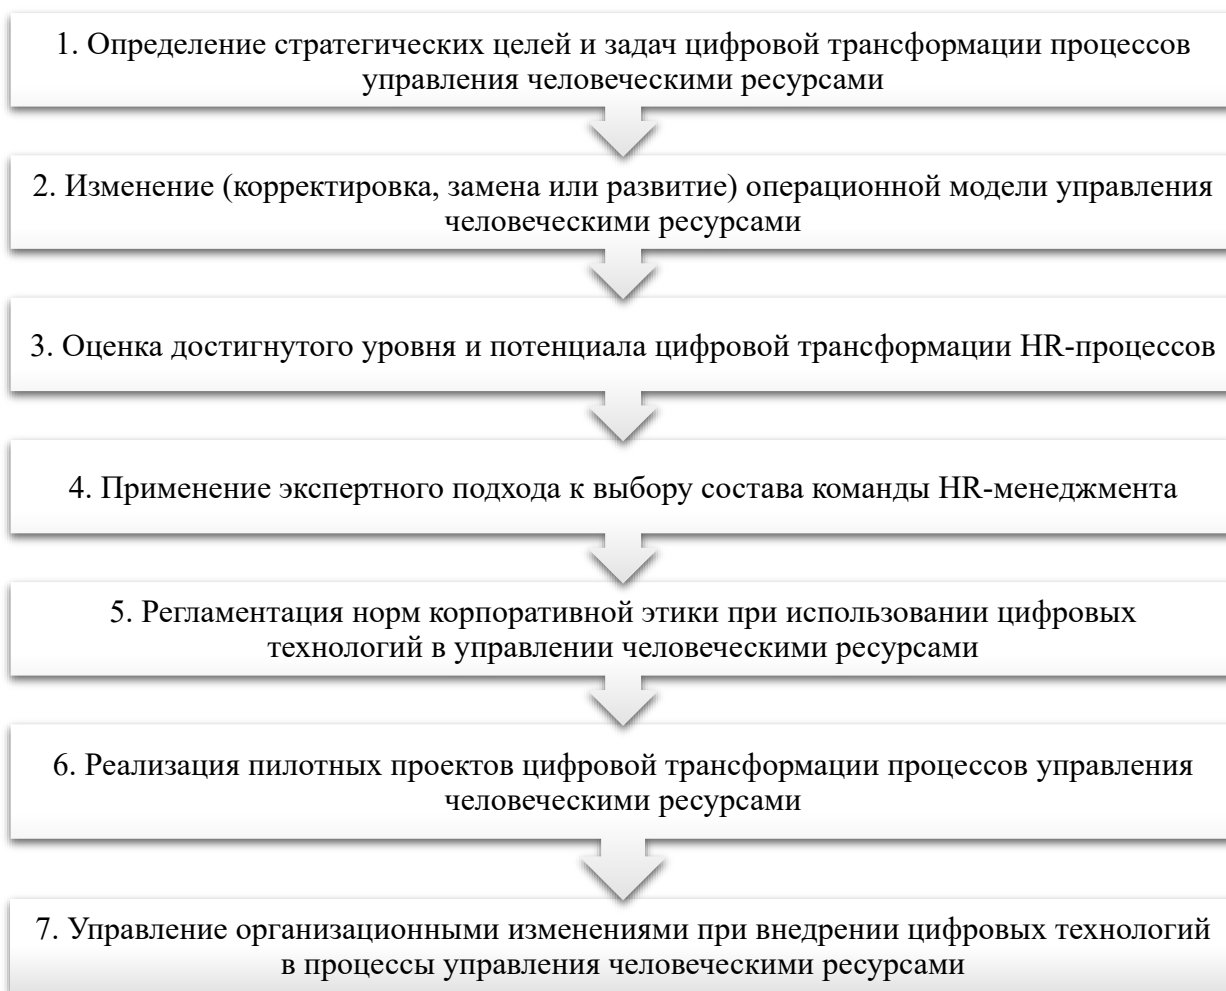 1. Определение стратегических целей и задач цифровой трансформации процессов
управления человеческими ресурсами
2. Изменение (корректировка, замена или развитие) операционной модели управления
человеческими ресурсами
3. Оценка достигнутого уровня и потенциала цифровой трансформации HR-процессов
4. Применение экспертного подхода к выбору состава команды HR-менеджмента
5. Регламентация норм корпоративной этики при использовании цифровых
технологий в управлении человеческими ресурсами
6. Реализация пилотных проектов цифровой трансформации процессов управления
человеческими ресурсами
7. Управление организационными изменениями при внедрении цифровых технологий
в процессы управления человеческими ресурсами